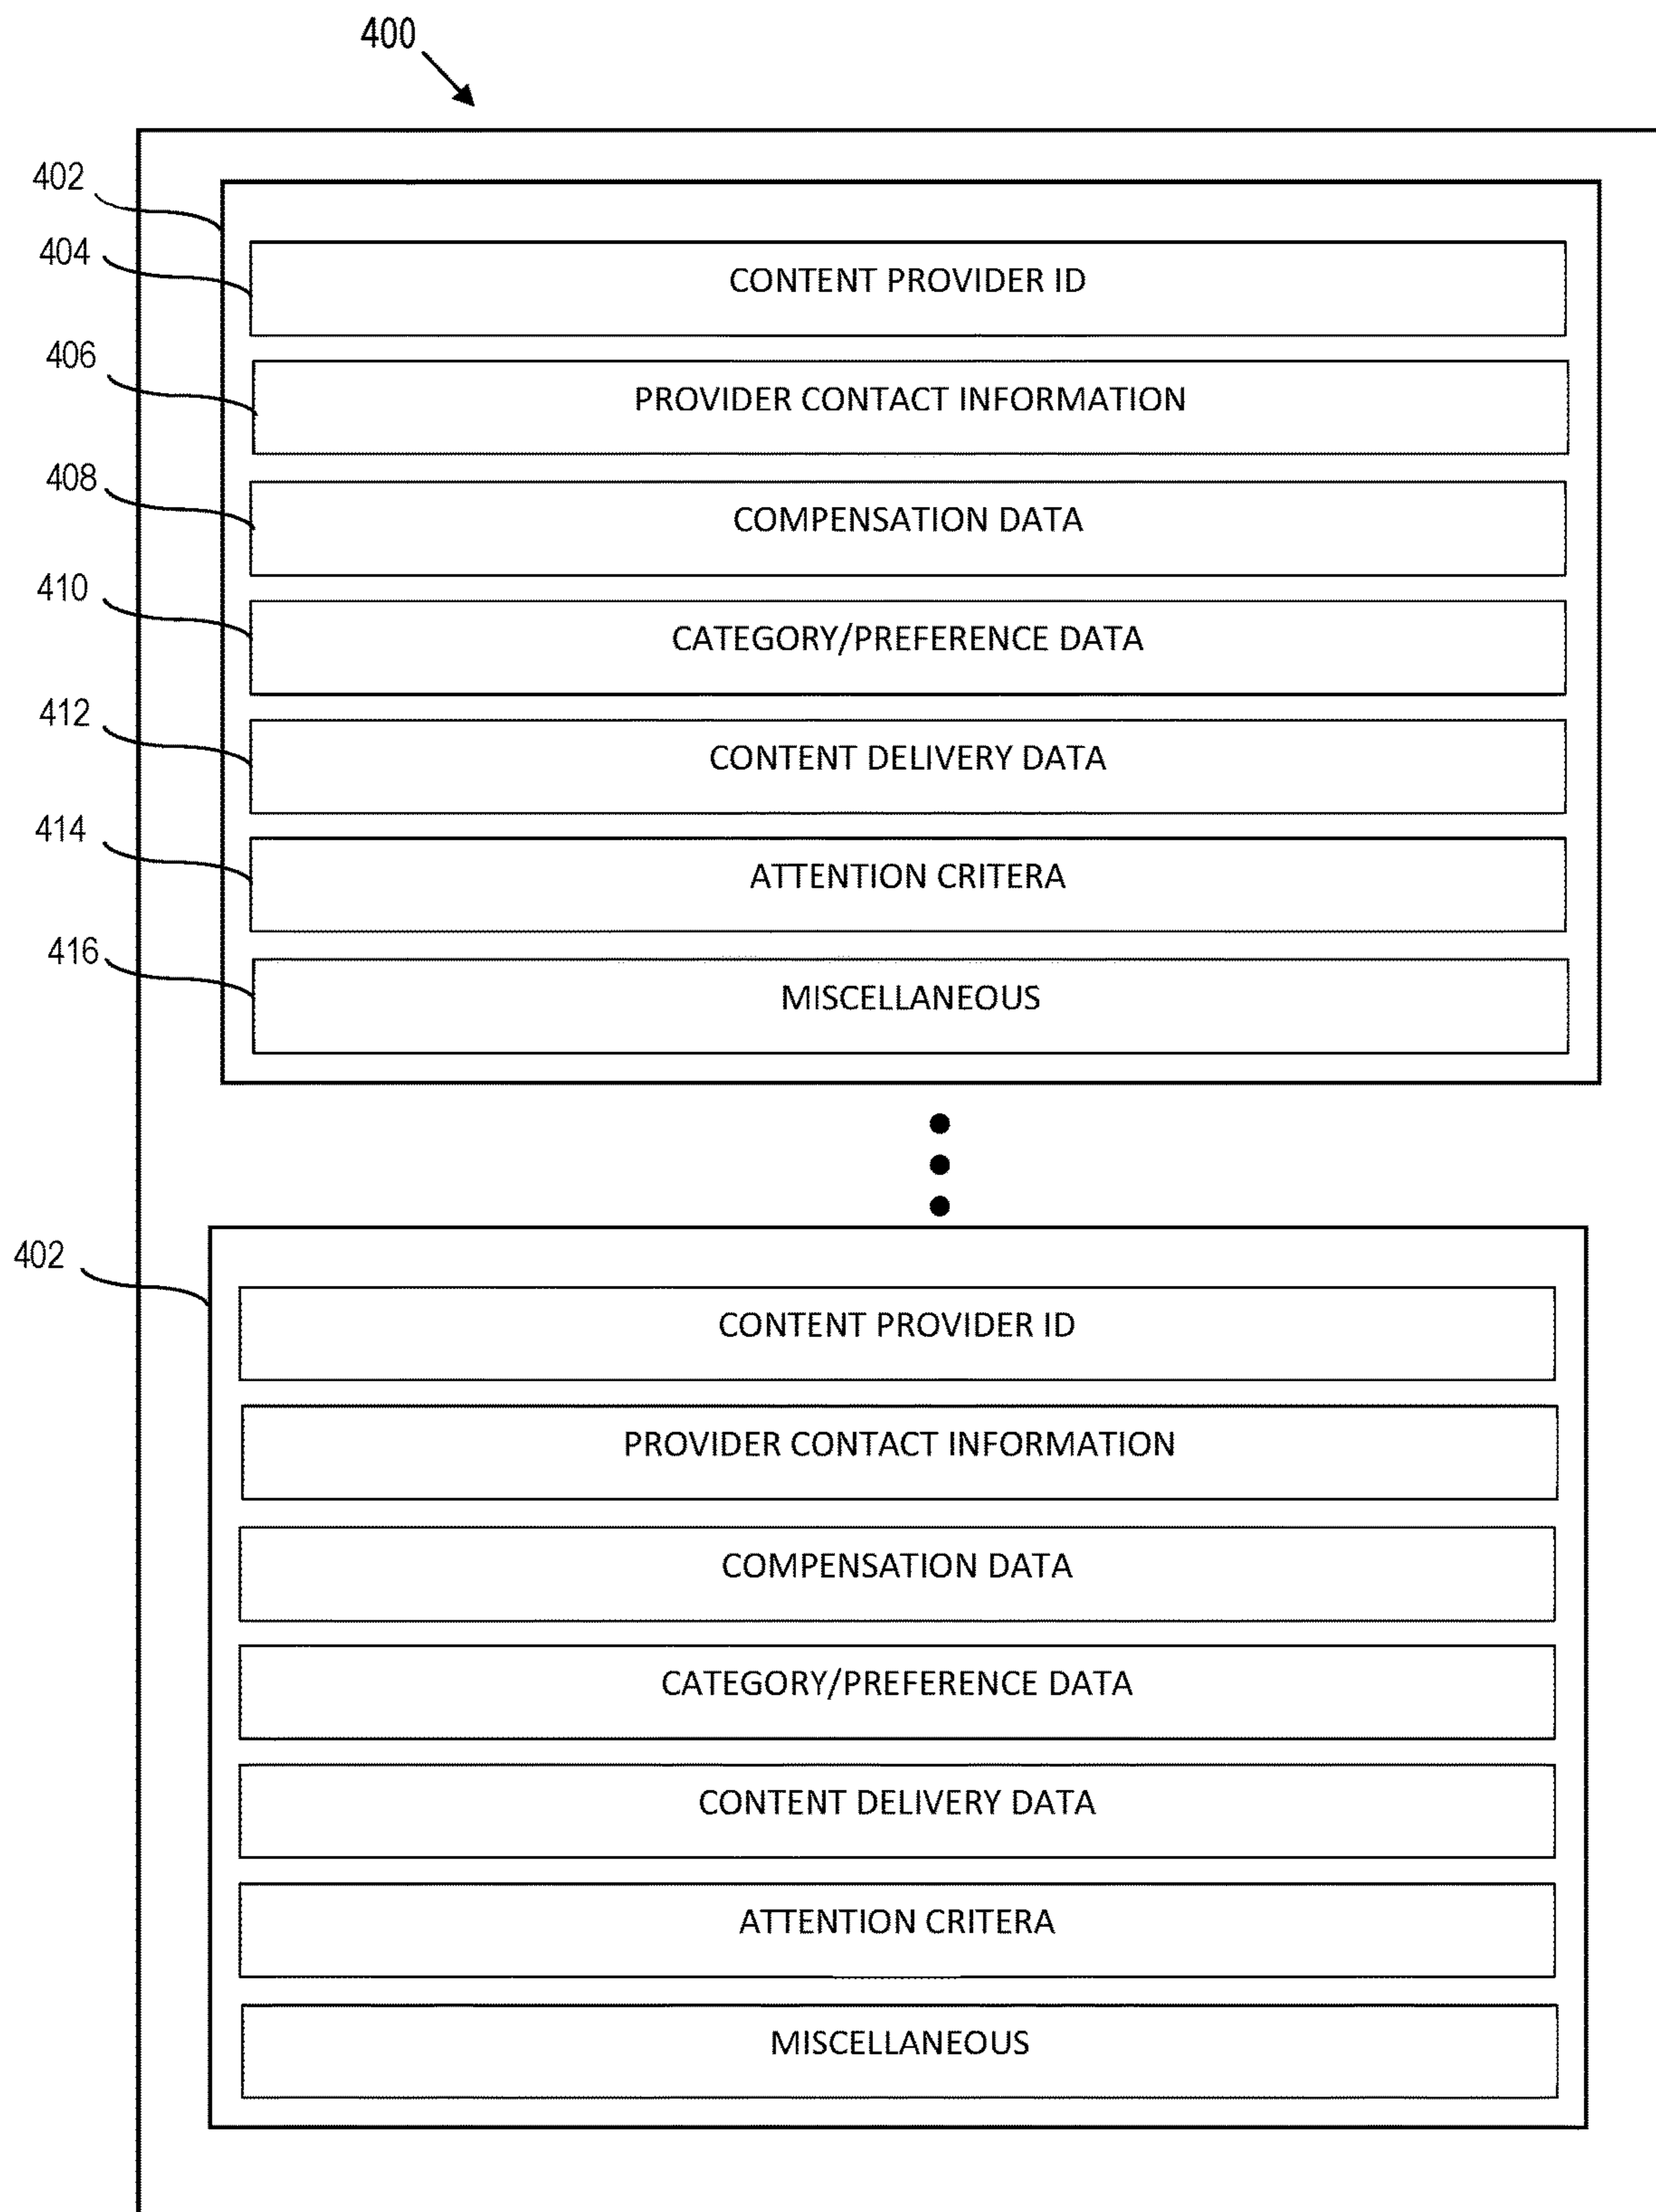 400
402
404
CONTENT PROVIDER ID
406
PROVIDER CONTACT INFORMATION
408
COMPENSATION DATA
410
CATEGORY/PREFERENCE DATA
412
CONTENT DELIVERY DATA
414
ATTENTION CRITERA
416
MISCELLANEOUS
402
CONTENT PROVIDER ID
PROVIDER CONTACT INFORMATION
COMPENSATION DATA
CATEGORY/PREFERENCE DATA
CONTENT DELIVERY DATA
ATTENTION CRITERA
MISCELLANEOUS